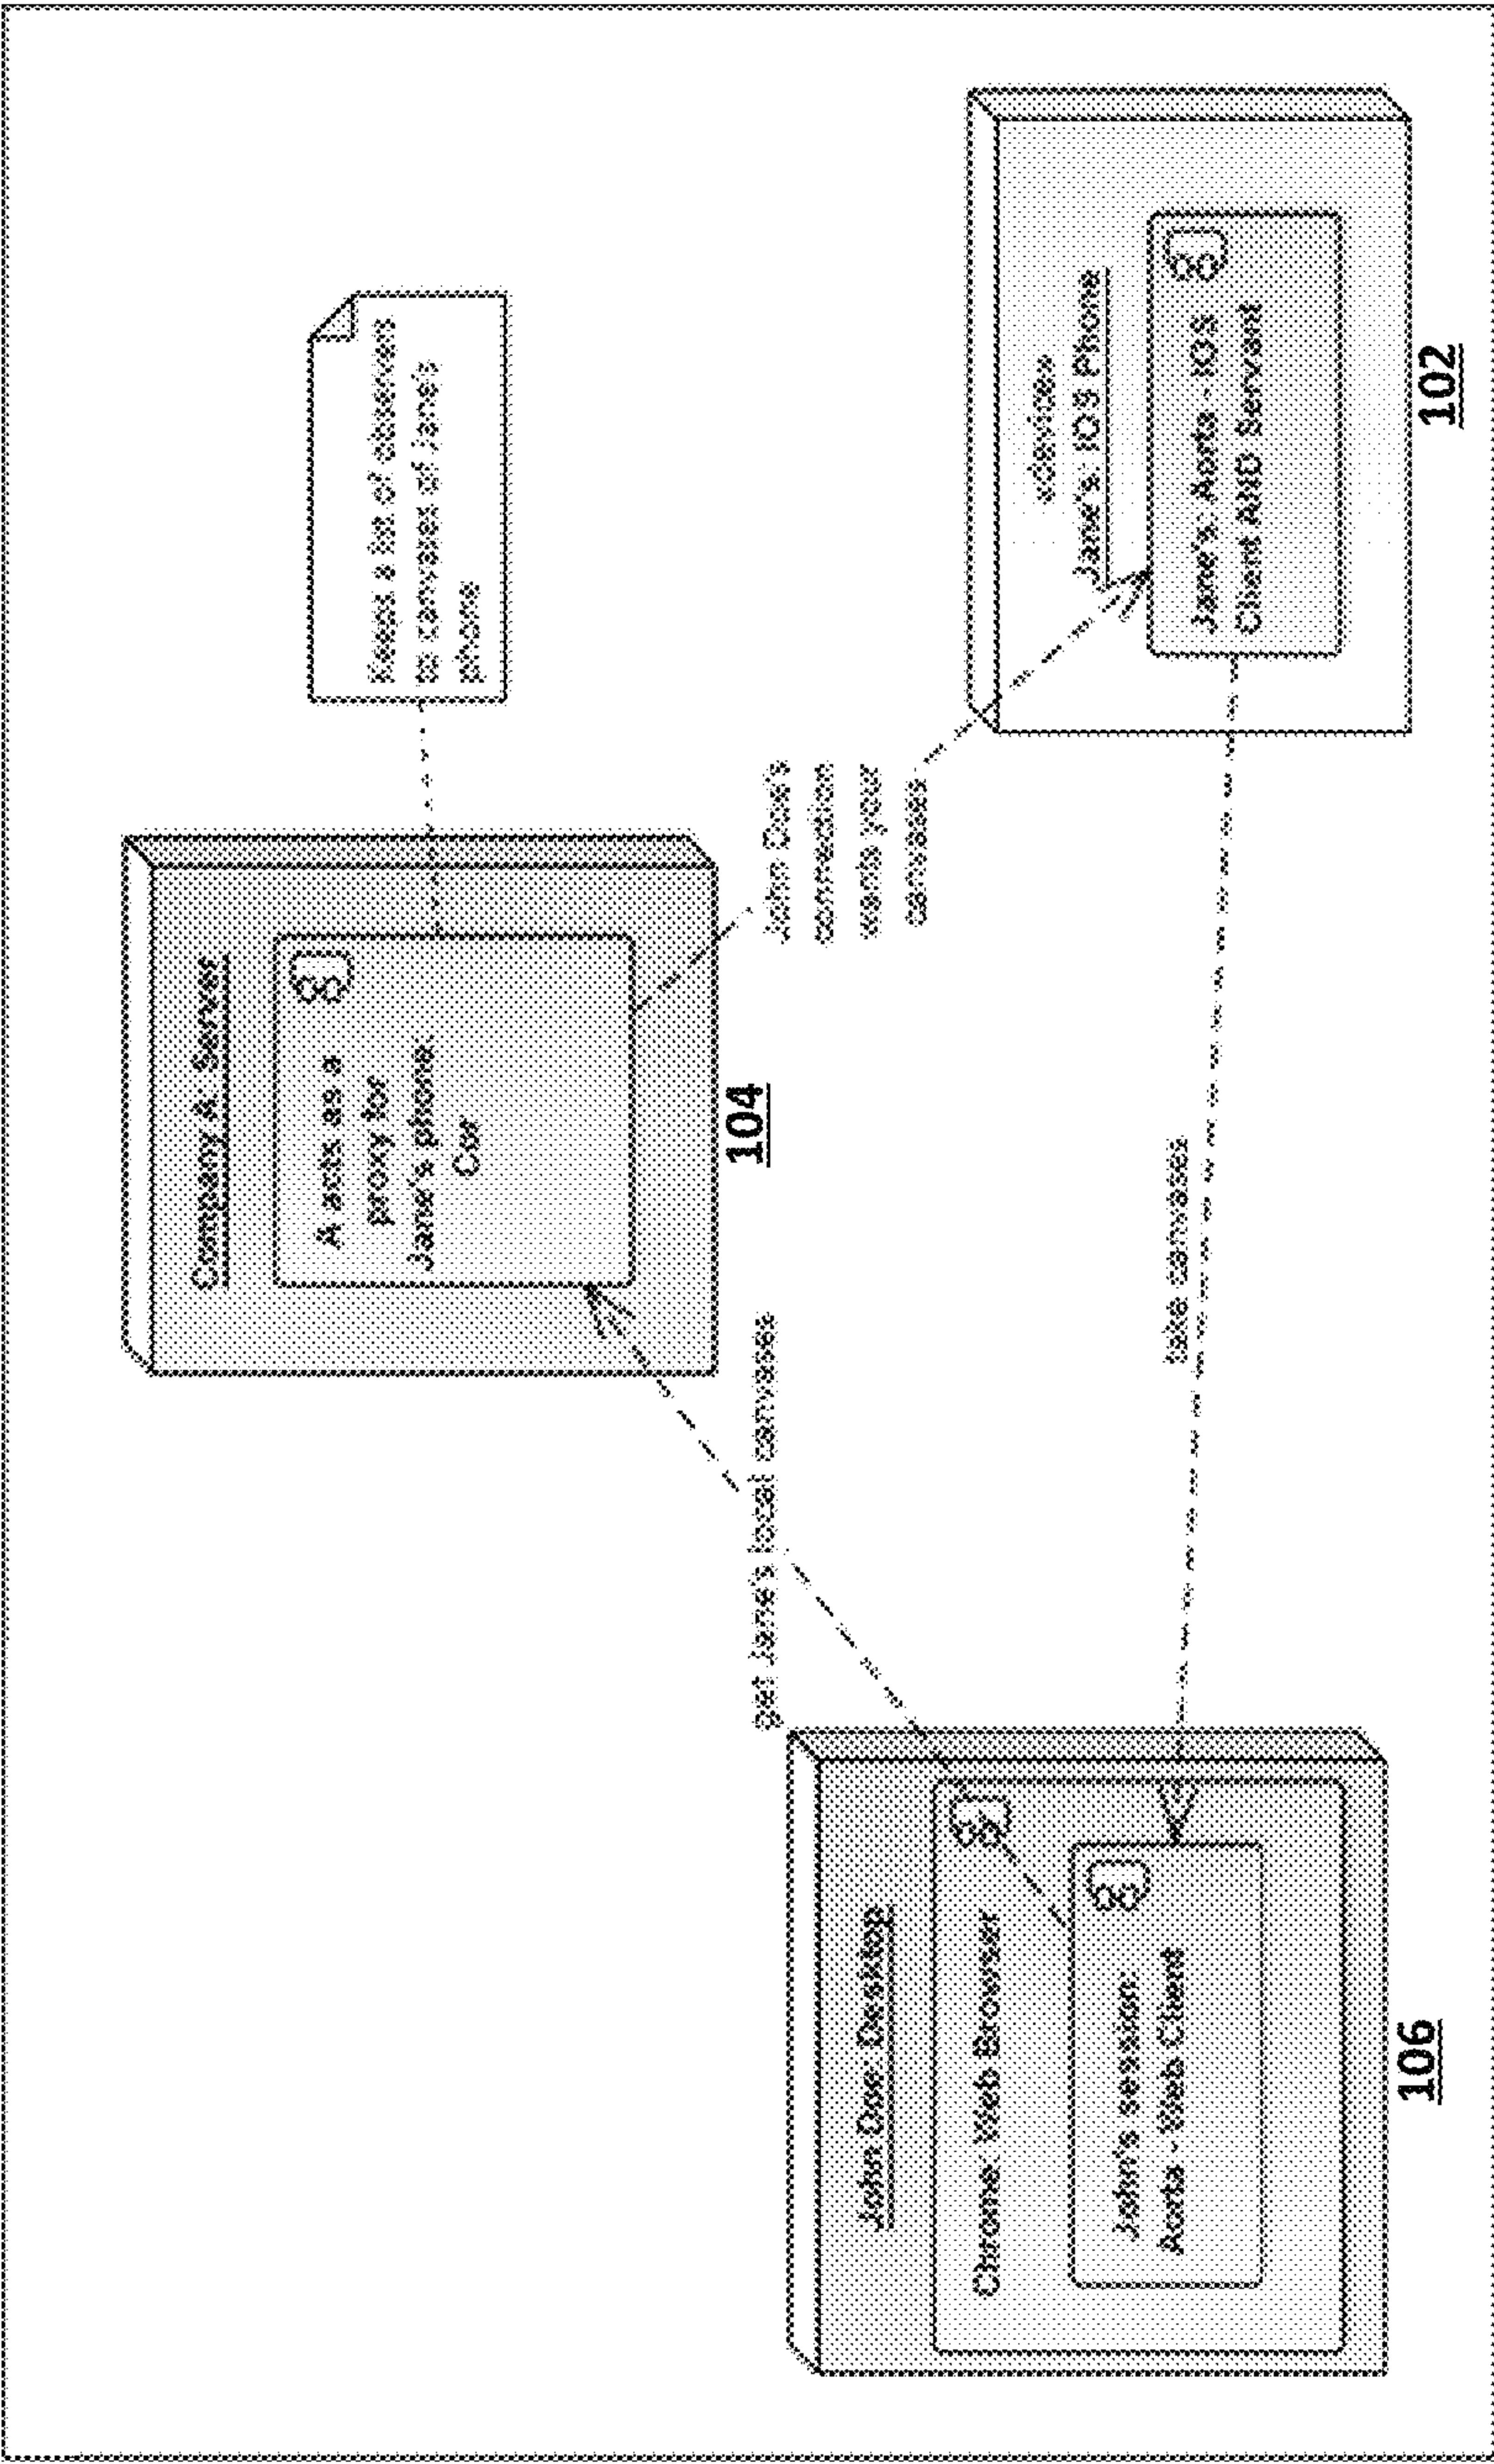 Company A: Server
A acts as a
proxy for
Jane's phone
Cor
104
Keeps a list of observers
to canvases of Jane's
phone
get Jane's local canvases
John Doe's
connection
wants your
canvases
John Doe: Desktop
Chrome: Web Browser
John's session:
Aorta - Web Client
106
take canvases
«device»
Jane's: IOS Phone
Jane's Aorta - IOS
Client AND Servant
102